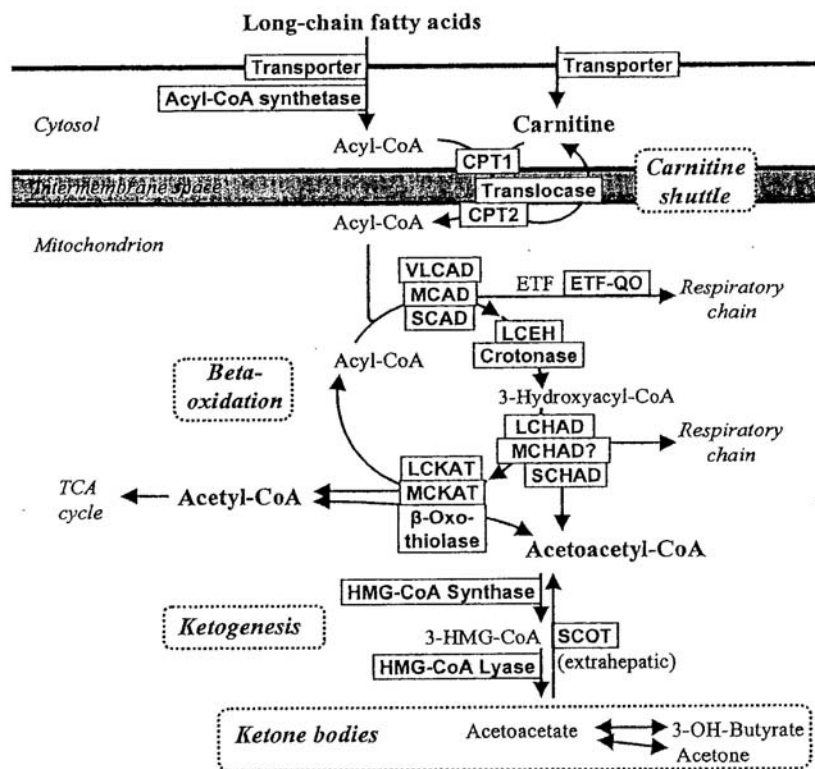 Long-chain fatty acids
Transporter
Transporter
Acyl-CoA synthetase
Cytosol
Acyl-CoA
Carnitine
CPT1
Carnitine
shuttle
Intermembrane space
Translocase
Acyl-CoA
CPT2
Mitochondrion
VLCAD
MCAD
SCAD
ETF
ETF-QO
Respiratory
chain
LCEH
Crotonase
Acyl-CoA
Beta-
oxidation
3-Hydroxyacyl-CoA
LCHAD
MCHAD?
SCHAD
Respiratory
chain
LCKAT
MCKAT
β-Oxo-
thiolase
TCA
cycle
Acetyl-CoA
Acetoacetyl-CoA
HMG-CoA Synthase
Ketogenesis
3-HMG-CoA
SCOT
(extrahepatic)
HMG-CoA Lyase
Ketone bodies
Acetoacetate
3-OH-Butyrate
Acetone